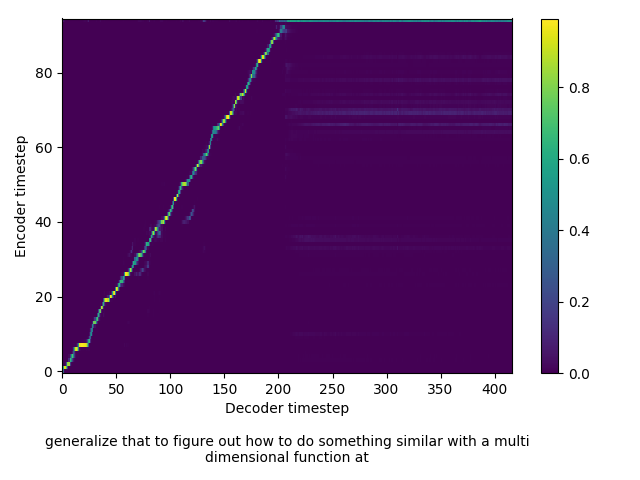 80
60
40
20
0
Encoder timestep
0 50 100 150 200 250 300 350 400
Decoder timestep
0.8
0.6
0.4
0.2
0.0
generalize that to figure out how to do something similar with a multi
dimensional function at